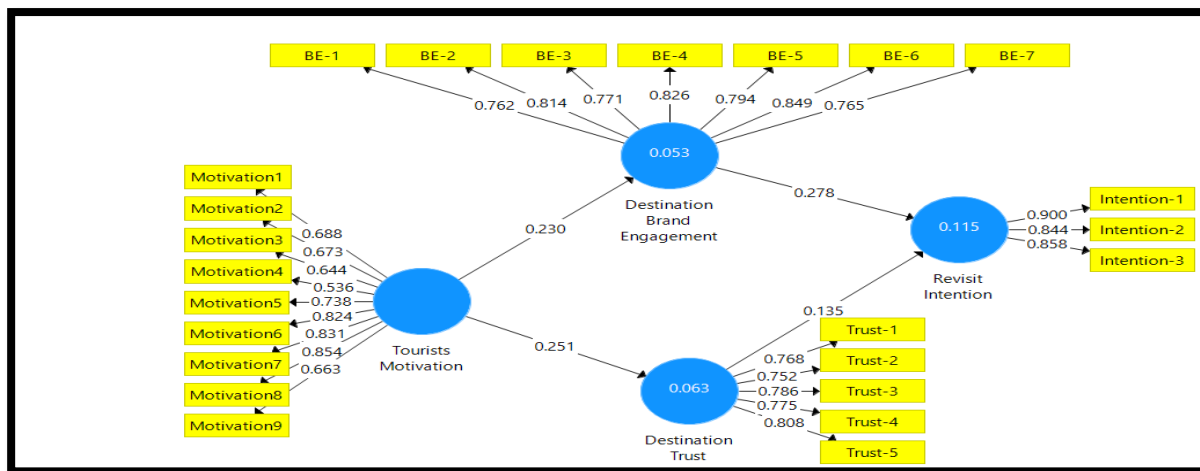 BE-1 BE-2 BE-3 BE-4 BE-5 BE-6 BE-7
0.762 0.814 0.771 0.826 0.794 0.849 0.765
0.053
Destination
Brand
Engagement
Motivation1
Motivation2
Motivation3
Motivation4
Motivation5
Motivation6
Motivation7
Motivation8
Motivation9
0.688
0.673
0.644
0.536
0.738
0.824
0.831
0.854
0.663
Tourists
Motivation
0.230
0.251
0.278
0.135
0.115
Revisit
Intention
0.900
0.844
0.858
Intention-1
Intention-2
Intention-3
0.063
Destination
Trust
0.768
0.752
0.786
0.775
0.808
Trust-1
Trust-2
Trust-3
Trust-4
Trust-5